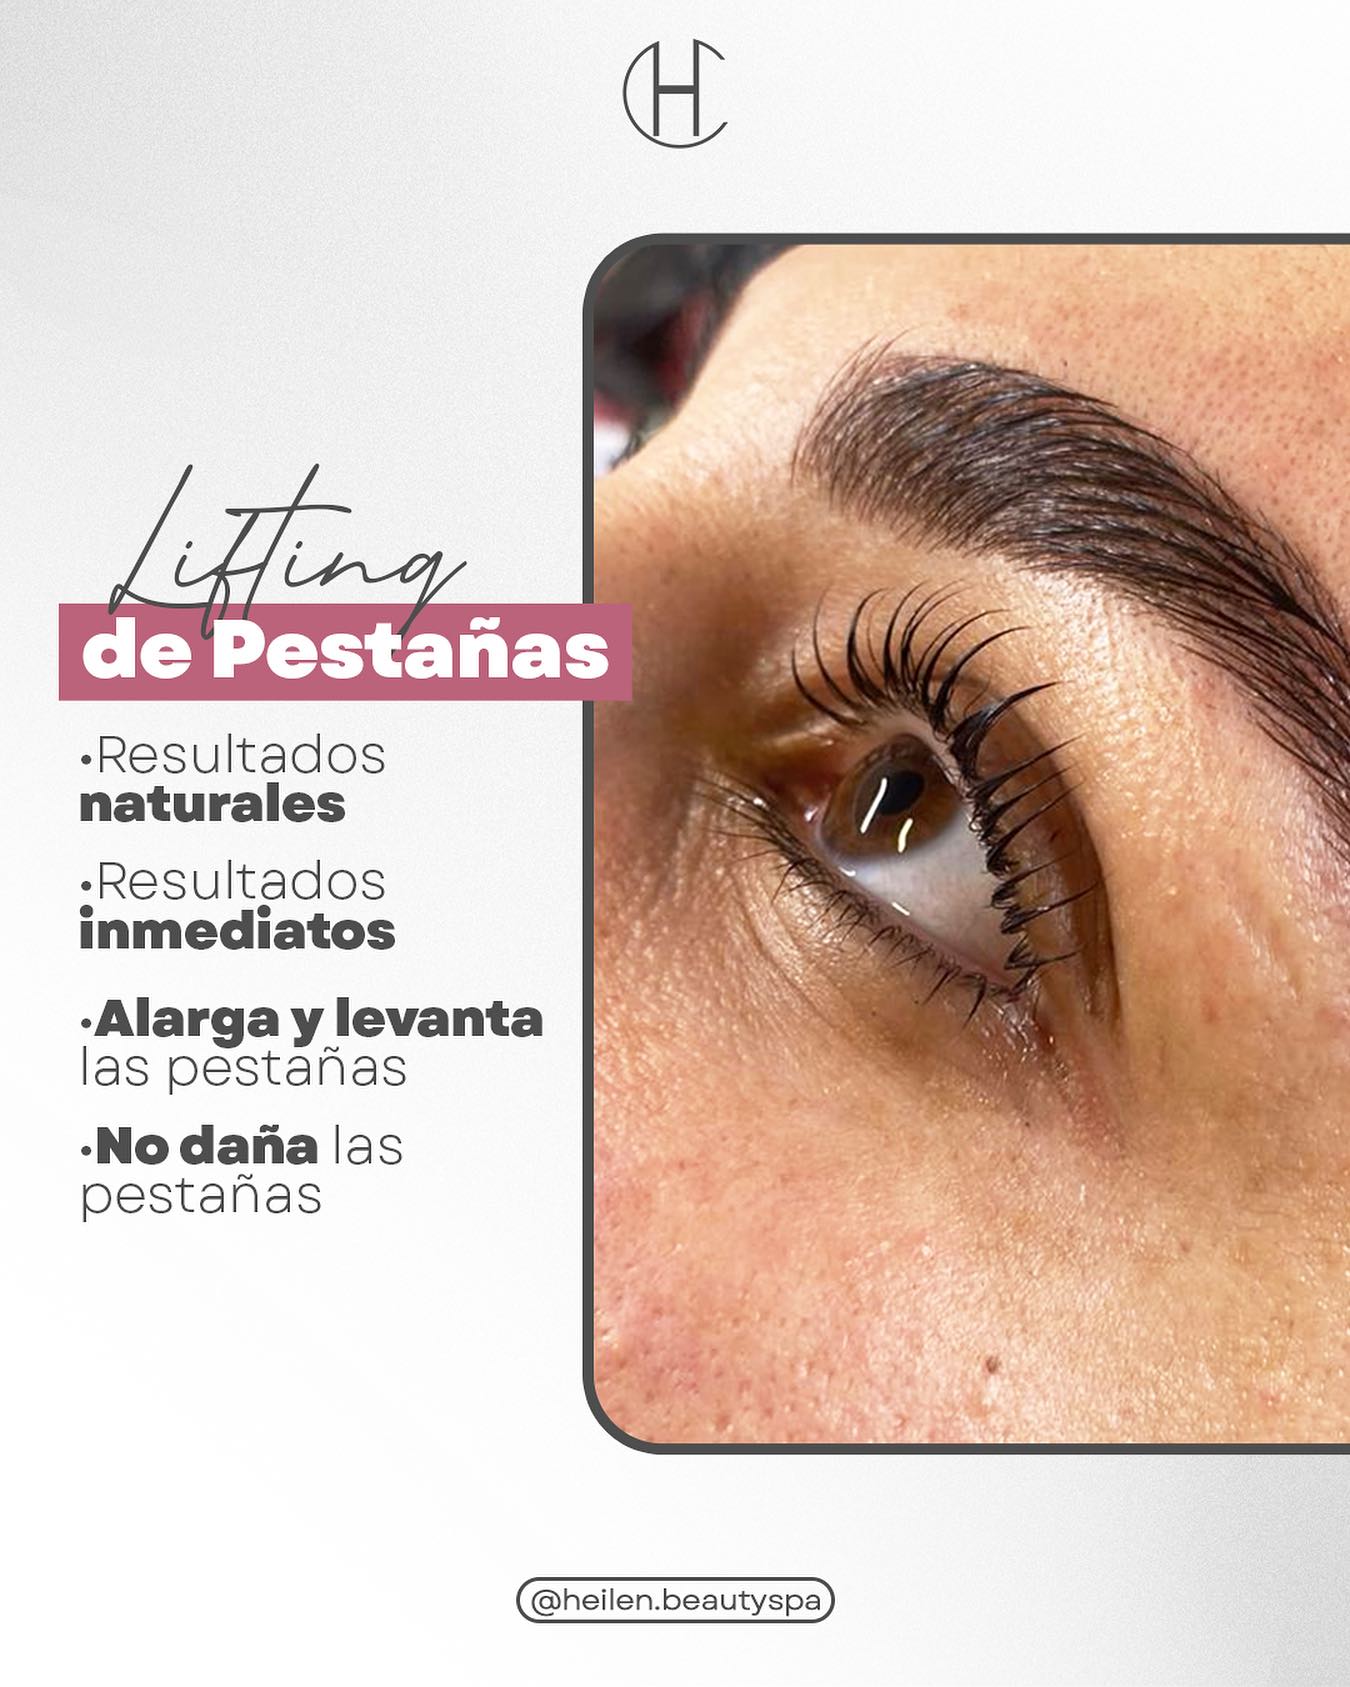 HC
Lifting
de Pestañas
•Resultados
naturales
•Resultados
inmediatos
•Alarga y levanta
las pestañas
•No daña las
pestañas
@heilen.beautyspa